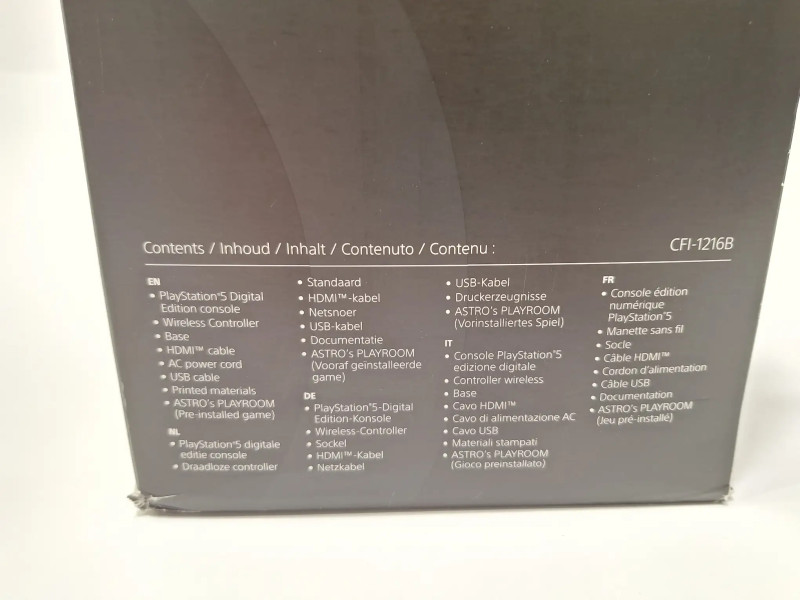 Contents / Inhoud / Inhalt / Contenuto / Contenu :
CFI-1216B
EN
• PlayStation®5 Digital
Edition console
• Wireless Controller
• Base
• HDMI™ cable
• AC power cord
• USB cable
• Printed materials
• ASTRO's PLAYROOM
(Pre-installed game)
NL
• PlayStation®5 digitale
editie console
• Draadloze controller
• Standaard
• HDMI™-kabel
• Netsnoer
• USB-kabel
• Documentatie
• ASTRO's PLAYROOM
(Vooraf geïnstalleerde
game)
DE
• PlayStation®5-Digital
Edition-Konsole
• Wireless-Controller
• Sockel
• HDMI™-Kabel
• Netzkabel
• USB-Kabel
• Druckerzeugnisse
• ASTRO's PLAYROOM
(Vorinstalliertes Spiel)
IT
• Console PlayStation®5
edizione digitale
• Controller wireless
• Base
• Cavo HDMI™
• Cavo di alimentazione AC
• Cavo USB
• Materiali stampati
• ASTRO's PLAYROOM
(Gioco preinstallato)
FR
• Console édition
numérique
PlayStation®5
• Manette sans fil
• Socle
• Câble HDMI™
• Cordon d'alimentation
• Câble USB
• Documentation
• ASTRO's PLAYROOM
(Jeu pré-installé)